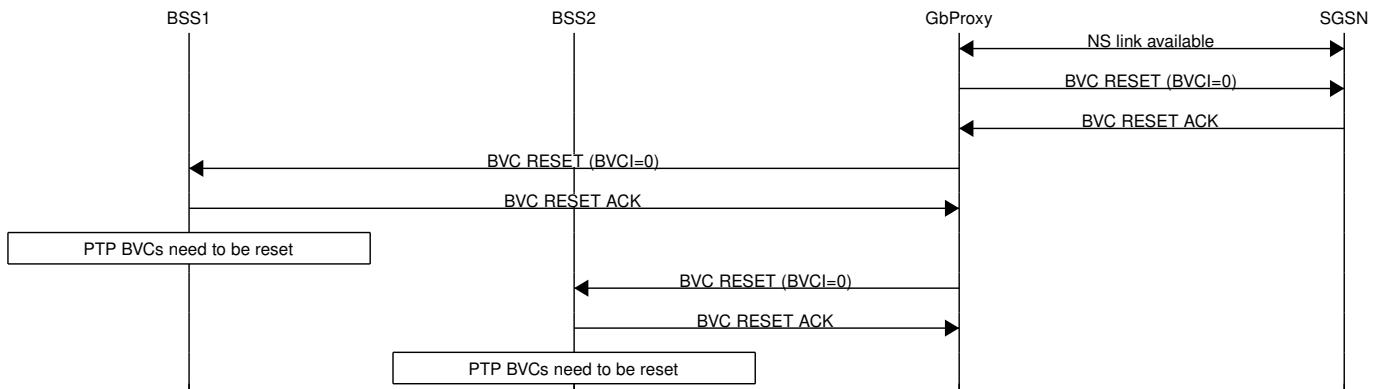 BSS1 BSS2 GbProxy SGSN
NS link available
BVC RESET (BVCI=0)
BVC RESET ACK
BVC RESET (BVCI=0)
BVC RESET ACK
PTP BVCs need to be reset
BVC RESET (BVCI=0)
BVC RESET ACK
PTP BVCs need to be reset